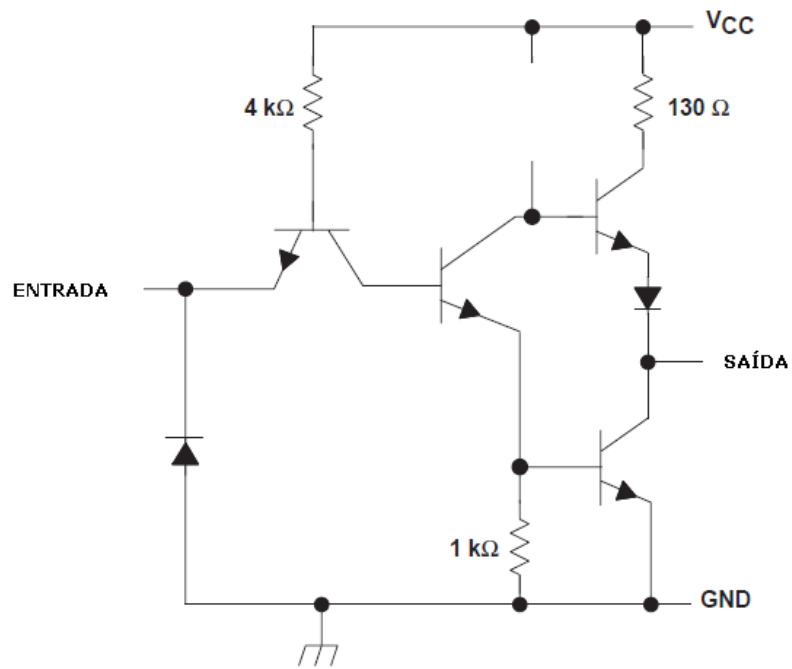 VCC
4 kΩ
130 Ω
ENTRADA
SAÍDA
1 kΩ
GND